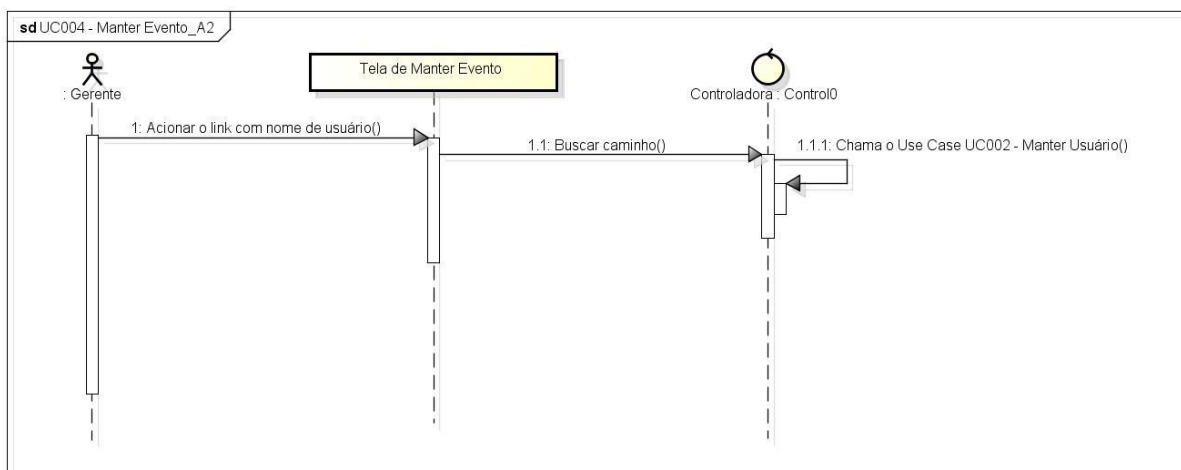 sd UC004 - Manter Evento_A2
: Gerente
Tela de Manter Evento
Controladora : Control0
1: Acionar o link com nome de usuário()
1.1: Buscar caminho()
1.1.1: Chama o Use Case UC002 - Manter Usuário()